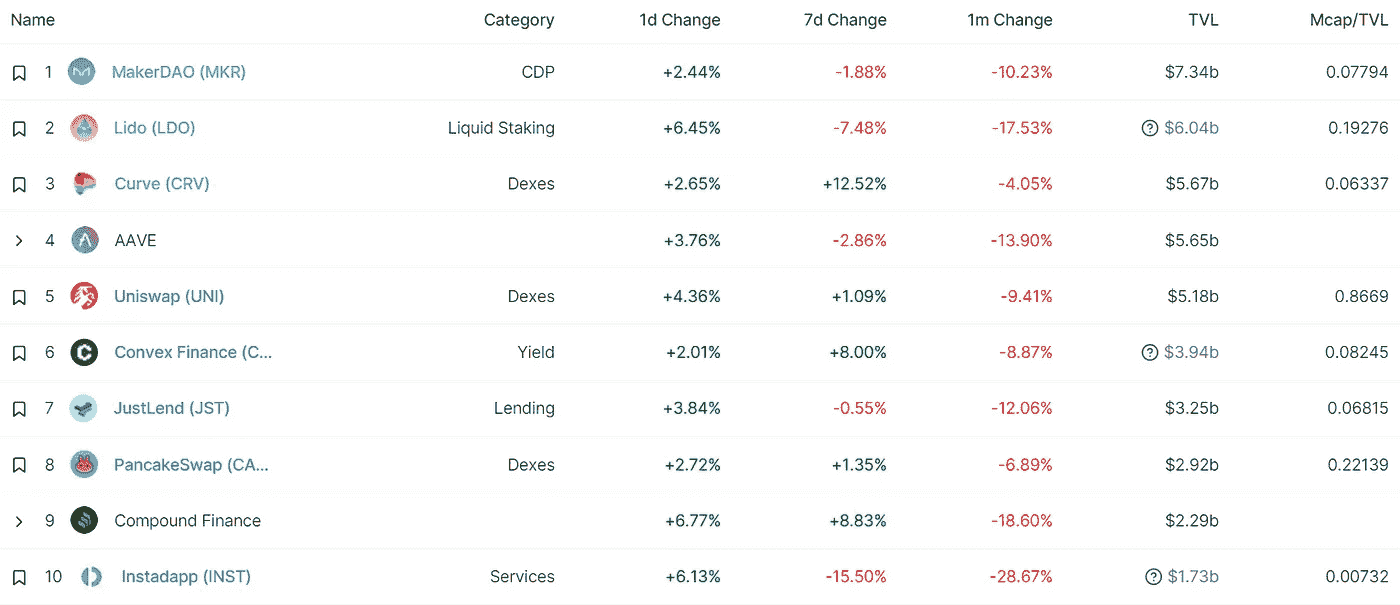 Name Category 1d Change 7d Change 1m Change TVL Mcap/TVL
1 MakerDAO (MKR) CDP +2.44% -1.88% -10.23% $7.34b 0.07794
2 Lido (LDO) Liquid Staking +6.45% -7.48% -17.53% ? $6.04b 0.19276
3 Curve (CRV) Dexes +2.65% +12.52% -4.05% $5.67b 0.06337
4 AAVE +3.76% -2.86% -13.90% $5.65b
5 Uniswap (UNI) Dexes +4.36% +1.09% -9.41% $5.18b 0.8669
6 Convex Finance (C... Yield +2.01% +8.00% -8.87% ? $3.94b 0.08245
7 JustLend (JST) Lending +3.84% -0.55% -12.06% $3.25b 0.06815
8 PancakeSwap (CA... Dexes +2.72% +1.35% -6.89% $2.92b 0.22139
9 Compound Finance +6.77% +8.83% -18.60% $2.29b
10 Instadapp (INST) Services +6.13% -15.50% -28.67% ? $1.73b 0.00732